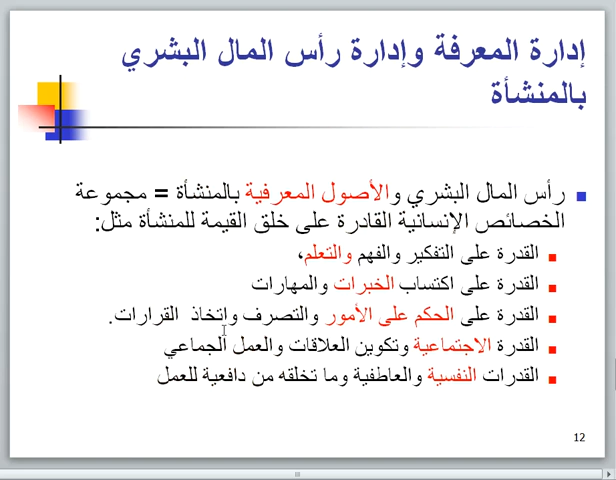 إدارة المعرفة وإدارة رأس المال البشري
بالمنشأة
رأس المال البشري والأصول المعرفية بالمنشأة = مجموعة
الخصائص الإنسانية القادرة على خلق القيمة للمنشأة مثل:
القدرة على التفكير والفهم والتعلم،
القدرة على اكتساب الخبرات والمهارات
القدرة على الحكم على الأمور والتصرف واتخاذ القرارات.
القدرة الاجتماعية وتكوين العلاقات والعمل الجماعي
القدرات النفسية والعاطفية وما تخلقه من دافعية للعمل
12